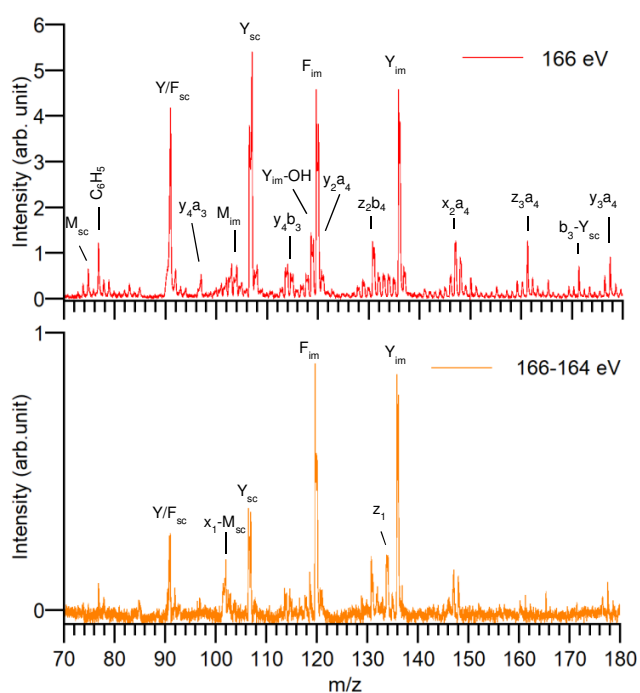 6
5
4
3
2
1
0
Intensity (arb. unit)
166 eV
M_sc
C_6H_5
Y/F_sc
y_4a_3
M_im
Y_sc
y_4b_3
Y_im-OH
F_im
y_2a_4
z_2b_4
Y_im
x_2a_4
z_3a_4
b_3-Y_sc
y_3a_4
1
0
Intensity (arb.unit)
166-164 eV
Y/F_sc
x_1-M_sc
Y_sc
F_im
z_1
Y_im
70 80 90 100 110 120 130 140 150 160 170 180
m/z